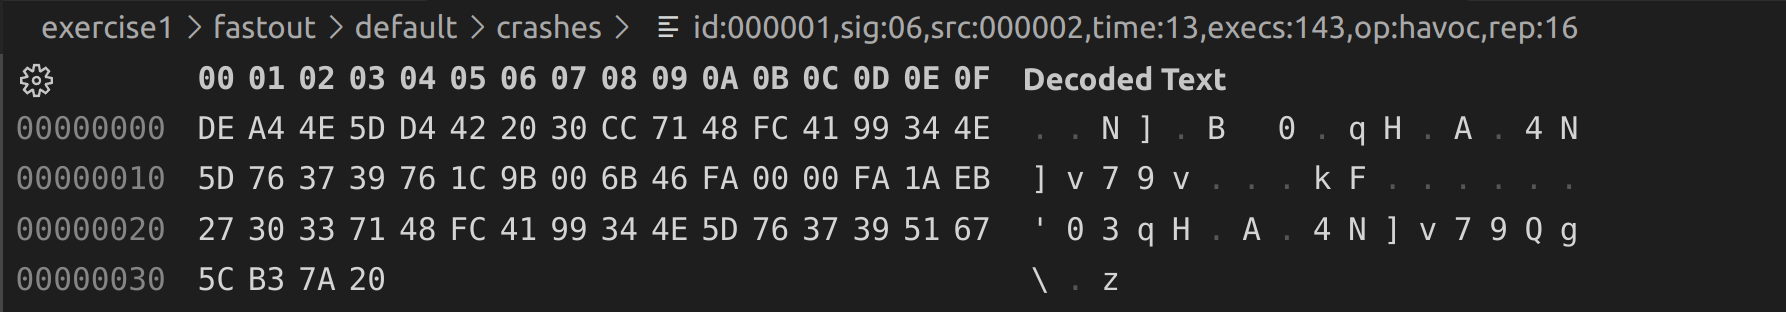 exercise1 > fastout > default > crashes > id:000001,sig:06,src:000002,time:13,execs:143,op:havoc,rep:16
00 01 02 03 04 05 06 07 08 09 0A 0B 0C 0D 0E 0F Decoded Text
00000000 DE A4 4E 5D D4 42 20 30 CC 71 48 FC 41 99 34 4E . . N ] . B   0 . q H . A . 4 N
00000010 5D 76 37 39 76 1C 9B 00 6B 46 FA 00 00 FA 1A EB ] v 7 9 v . . . k F . . . . . .
00000020 27 30 33 71 48 FC 41 99 34 4E 5D 76 37 39 51 67 ' 0 3 q H . A . 4 N ] v 7 9 Q g
00000030 5C B3 7A 20 \ . z